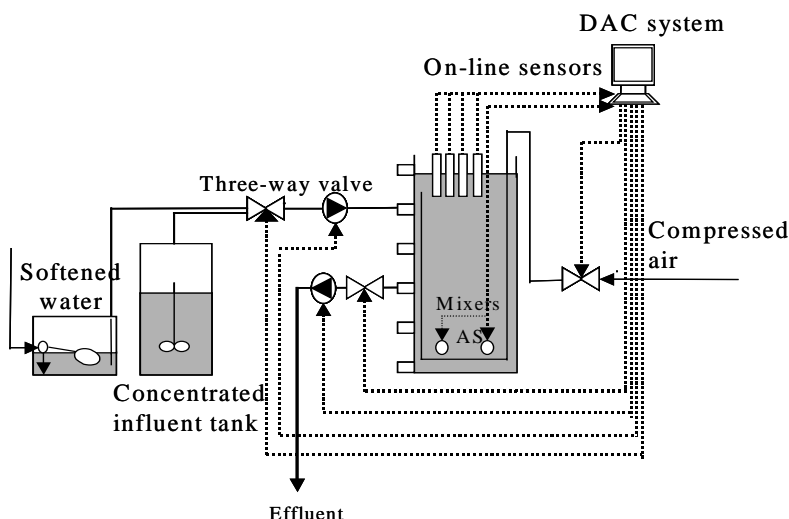 DAC system
On-line sensors
Three-way valve
Compressed
air
Softened
water
Mixers
AS
Concentrated
influent tank
Effluent